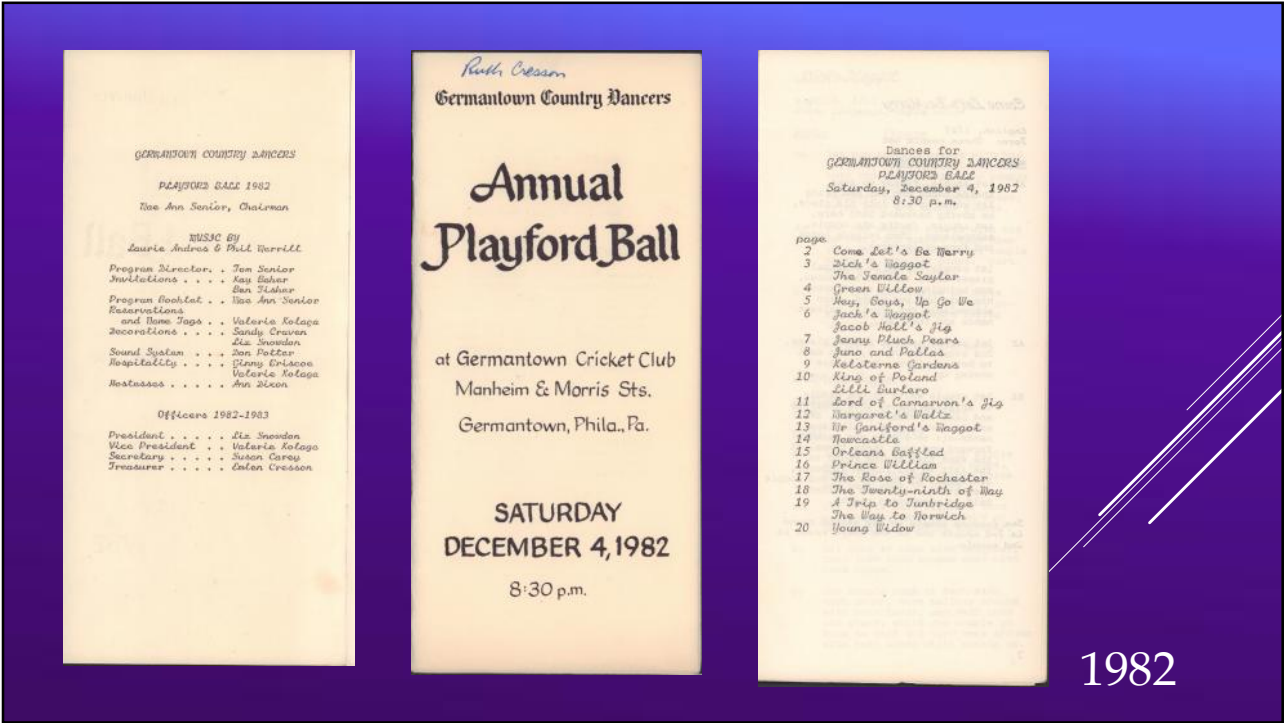 GERMANTOWN COUNTRY DANCERS
PLAYFORD BALL 1982
Mae Ann Senior, Chairman
MUSIC BY
Laurie Andres & Phil Merrill
Program Director. . Tom Senior
Invitations . . . . Kay Baker
Ben Fisher
Program Booklet . . Mae Ann Senior
Reservations
and Name Tags . . Valerie Kolaga
Decorations . . . . Sandy Craven
Liz Snowdon
Sound System . . . Don Potter
Hospitality . . . . Ginny Briscoe
Valerie Kolaga
Hostesses . . . . . Ann Dixon
Officers 1982-1983
President . . . . . Liz Snowdon
Vice President . . Valerie Kolaga
Secretary . . . . . Susan Carey
Treasurer . . . . . Emlen Cresson
Ruth Cresson
Germantown Country Dancers
Annual
Playford Ball
at Germantown Cricket Club
Manheim & Morris Sts.
Germantown, Phila., Pa.
SATURDAY
DECEMBER 4, 1982
8:30 p.m.
Dances for
GERMANTOWN COUNTRY DANCERS
PLAYFORD BALL
Saturday, December 4, 1982
8:30 p.m.
page
2 Come Let's Be Merry
3 Dick's Maggot
The Female Saylor
4 Green Willow
5 Hey, Boys, Up Go We
6 Jack's Maggot
Jacob Hall's Jig
7 Jenny Pluck Pears
8 Juno and Pallas
9 Kelsterne Gardens
10 King of Poland
Lilli Burlero
11 Lord of Carnarvon's Jig
12 Margaret's Waltz
13 Mr Ganiford's Maggot
14 Newcastle
15 Orleans Baffled
16 Prince William
17 The Rose of Rochester
18 The Twenty-ninth of May
19 A Trip to Tunbridge
The Way to Norwich
20 Young Widow
1982